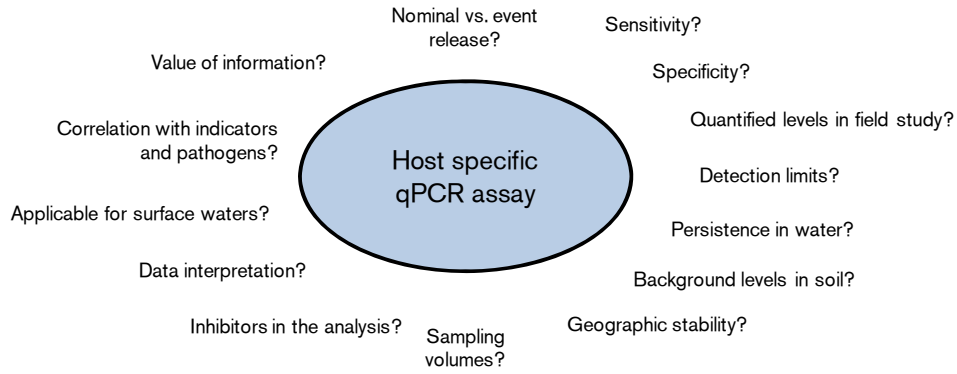 Nominal vs. event
release?
Sensitivity?
Value of information?
Specificity?
Quantified levels in field study?
Correlation with indicators
and pathogens?
Host specific
qPCR assay
Detection limits?
Applicable for surface waters?
Persistence in water?
Data interpretation?
Background levels in soil?
Inhibitors in the analysis?
Geographic stability?
Sampling
volumes?